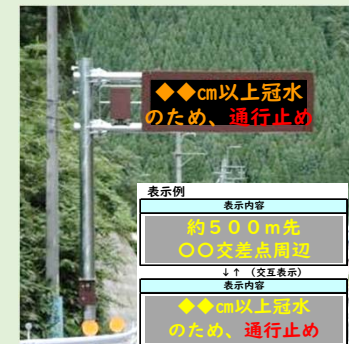 ◆◆cm以上冠水
のため、通行止め
表示例
表示内容
約500m先
○○交差点周辺
↓↑ (交互表示)
表示内容
◆◆cm以上冠水
のため、通行止め